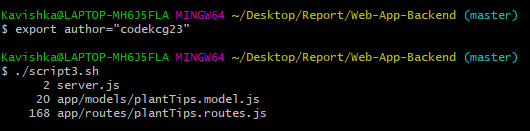 Kavishka@LAPTOP-MH6J5FLA MINGW64 ~/Desktop/Report/Web-App-Backend (master)
$ export author="codekcg23"

Kavishka@LAPTOP-MH6J5FLA MINGW64 ~/Desktop/Report/Web-App-Backend (master)
$ ./script3.sh
2 server.js
20 app/models/plantTips.model.js
168 app/routes/plantTips.routes.js